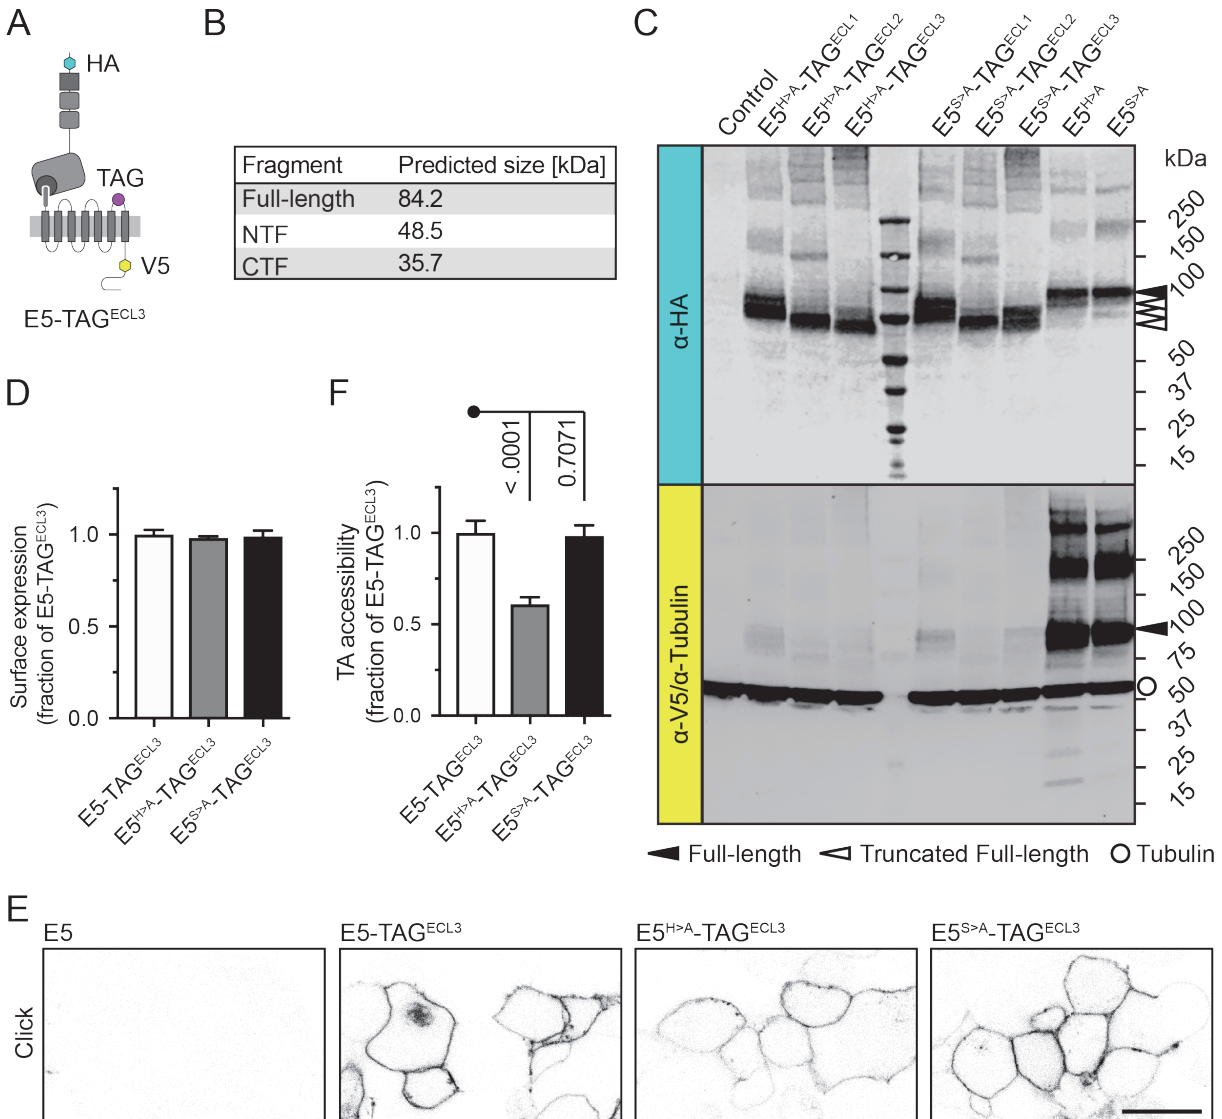 A
HA
TAG
V5
E5-TAGᴱᶜᴸ³
B
Fragment Predicted size [kDa]
Full-length 84.2
NTF 48.5
CTF 35.7
C
Control
E5H>A-TAGECL1
E5H>A-TAGECL2
E5H>A-TAGECL3
E5S>A-TAGECL1
E5S>A-TAGECL2
E5S>A-TAGECL3
E5H>A
E5S>A
kDa
α-HA
250
150
100
50
37
25
15
α-V5/α-Tubulin
250
150
100
75
50
37
25
15
Full-length Truncated Full-length Tubulin
D
Surface expression
(fraction of E5-TAGECL3)
1.0
0.5
0.0
E5-TAGECL3
E5H>A-TAGECL3
E5S>A-TAGECL3
F
< .0001
0.7071
TA accessibility
(fraction of E5-TAGECL3)
1.0
0.5
0.0
E5-TAGECL3
E5H>A-TAGECL3
E5S>A-TAGECL3
E
E5
E5-TAGECL3
E5H>A-TAGECL3
E5S>A-TAGECL3
Click